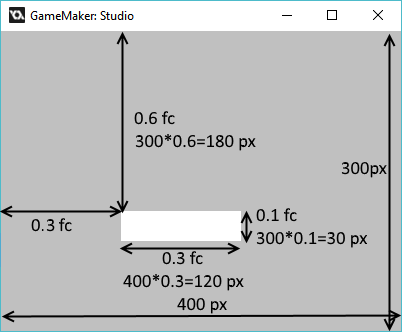 GameMaker: Studio
0.6 fc
300*0.6=180 px
300px
0.3 fc
0.1 fc
300*0.1=30 px
0.3 fc
400*0.3=120 px
400 px